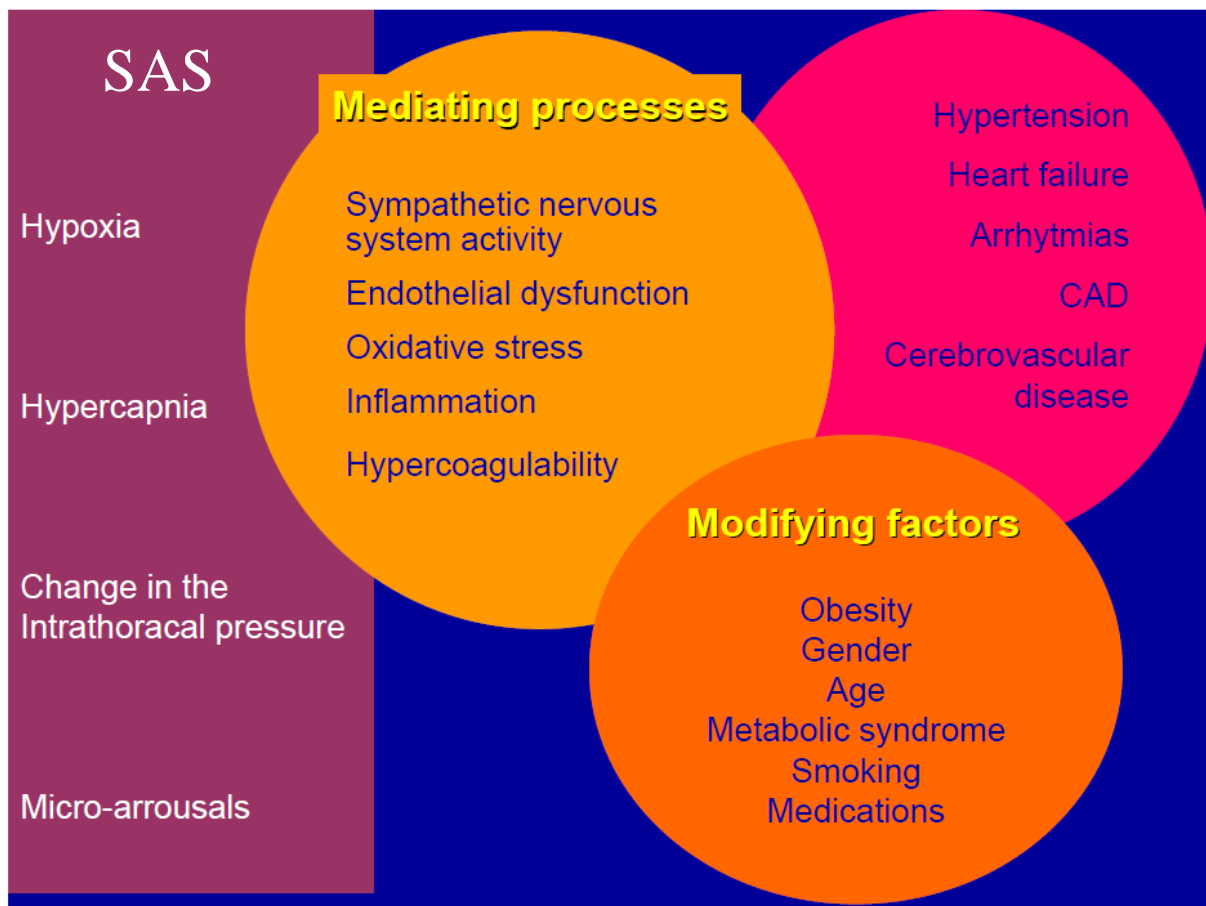 SAS
Hypoxia
Hypercapnia
Change in the
Intrathoracal pressure
Micro-arrousals
Mediating processes
Sympathetic nervous
system activity
Endothelial dysfunction
Oxidative stress
Inflammation
Hypercoagulability
Hypertension
Heart failure
Arrhytmias
CAD
Cerebrovascular
disease
Modifying factors
Obesity
Gender
Age
Metabolic syndrome
Smoking
Medications